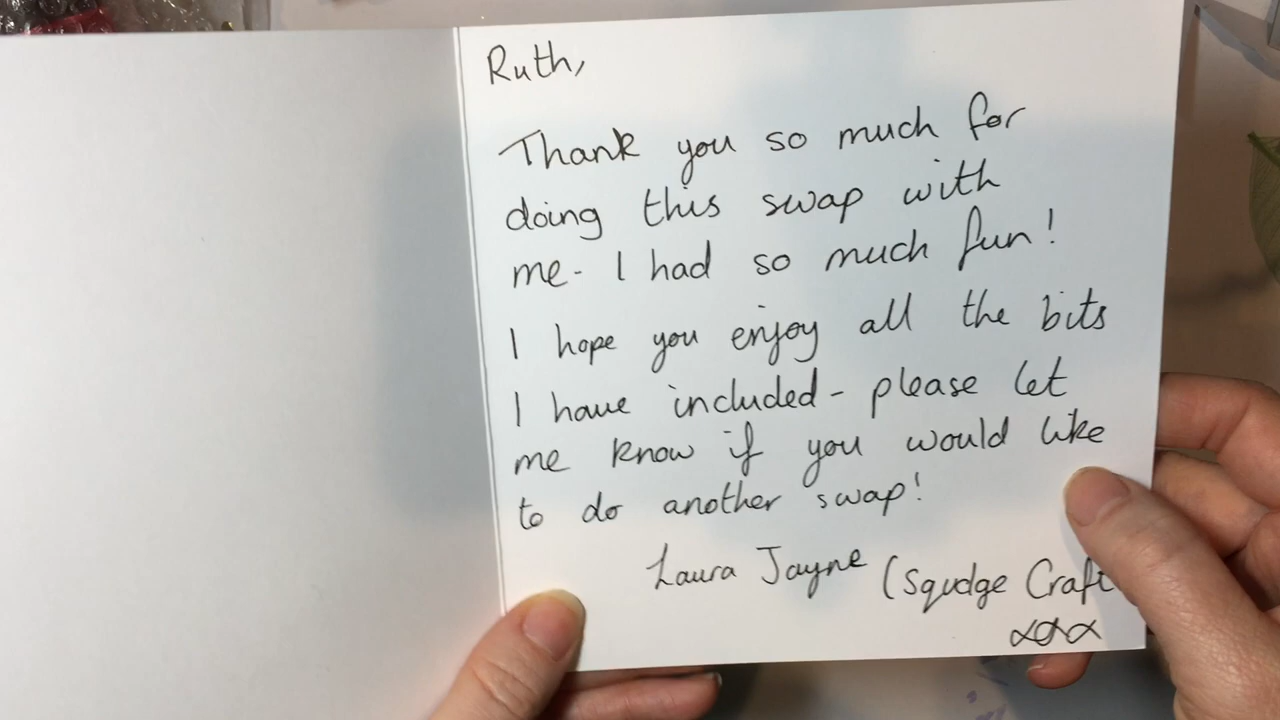 Ruth,
Thank you so much for
doing this swap with
me - I had so much fun!
I hope you enjoy all the bits
I have included - please let
me know if you would like
to do another swap!
Laura Jayne (Squdge Craft
xxx